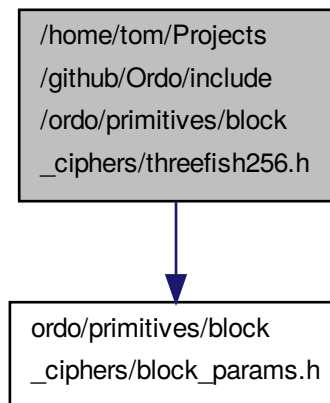 /home/tom/Projects
/github/Ordo/include
/ordo/primitives/block
_ciphers/threefish256.h
ordo/primitives/block
_ciphers/block_params.h